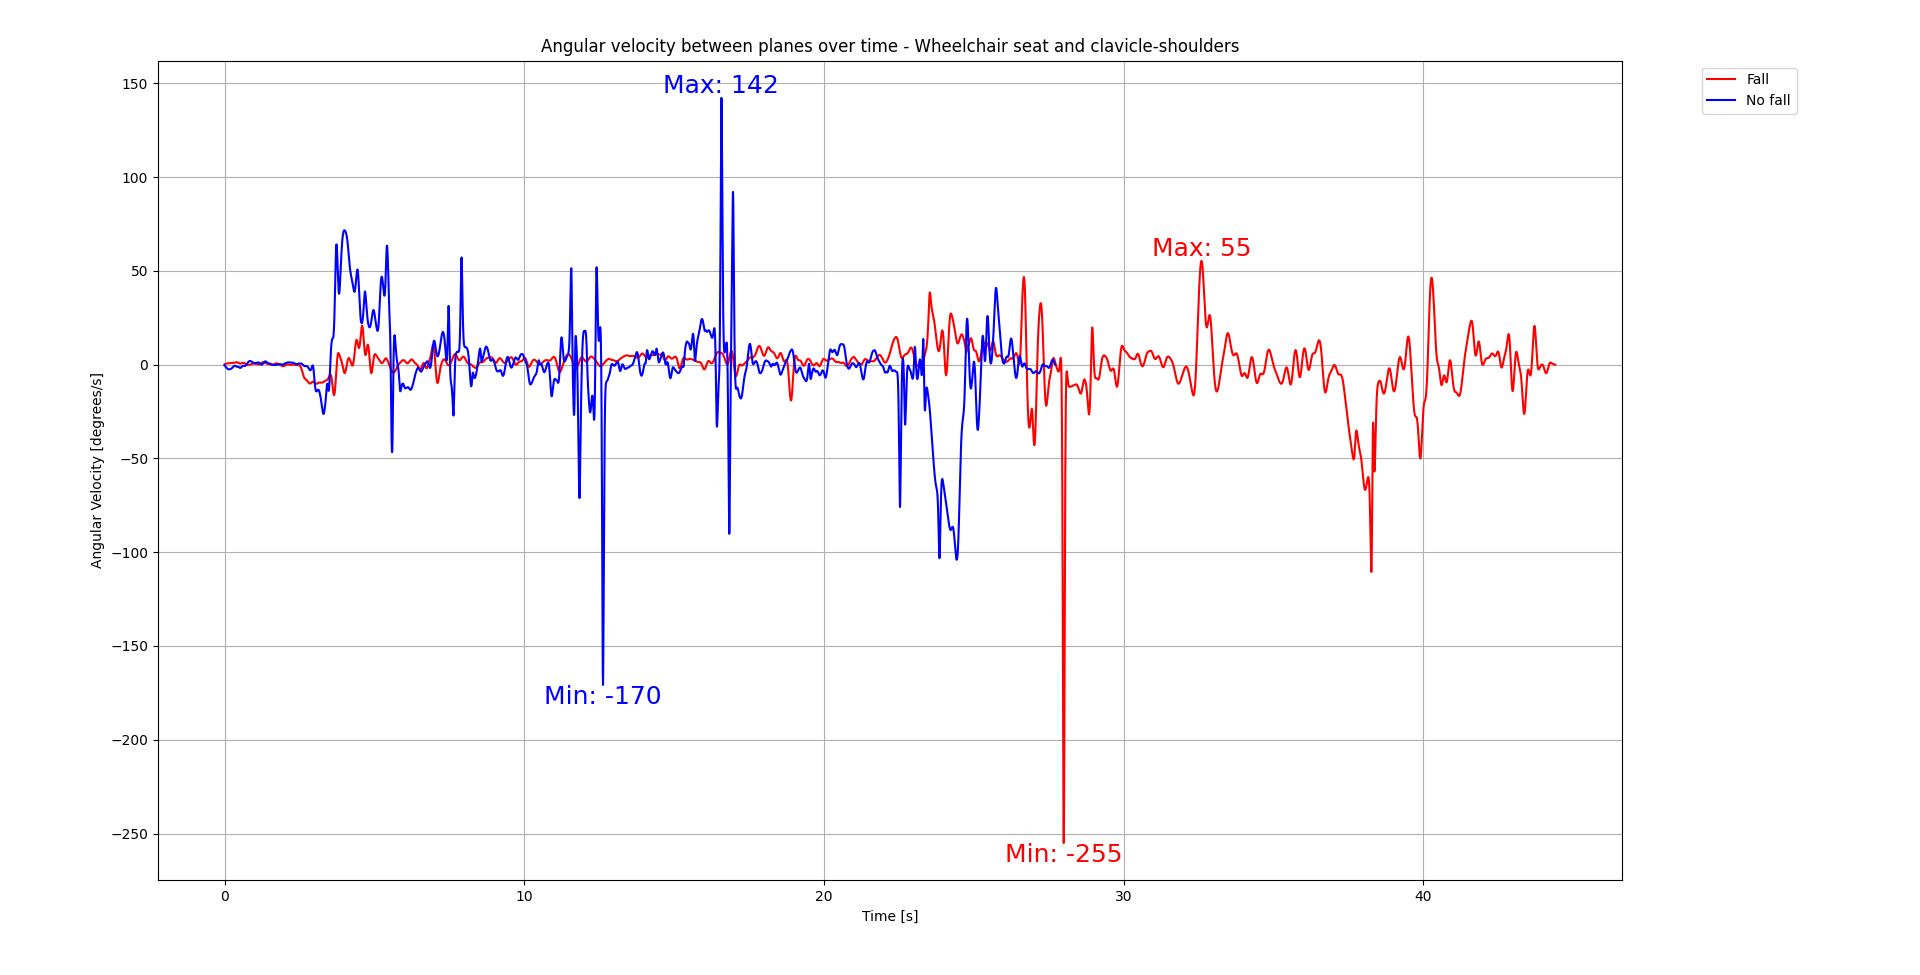 Angular velocity between planes over time - Wheelchair seat and clavicle-shoulders
Fall
No fall
Max: 142
Max: 55
Min: -170
Min: -255
150
100
50
0
−50
−100
−150
−200
−250
Angular Velocity [degrees/s]
0 10 20 30 40
Time [s]